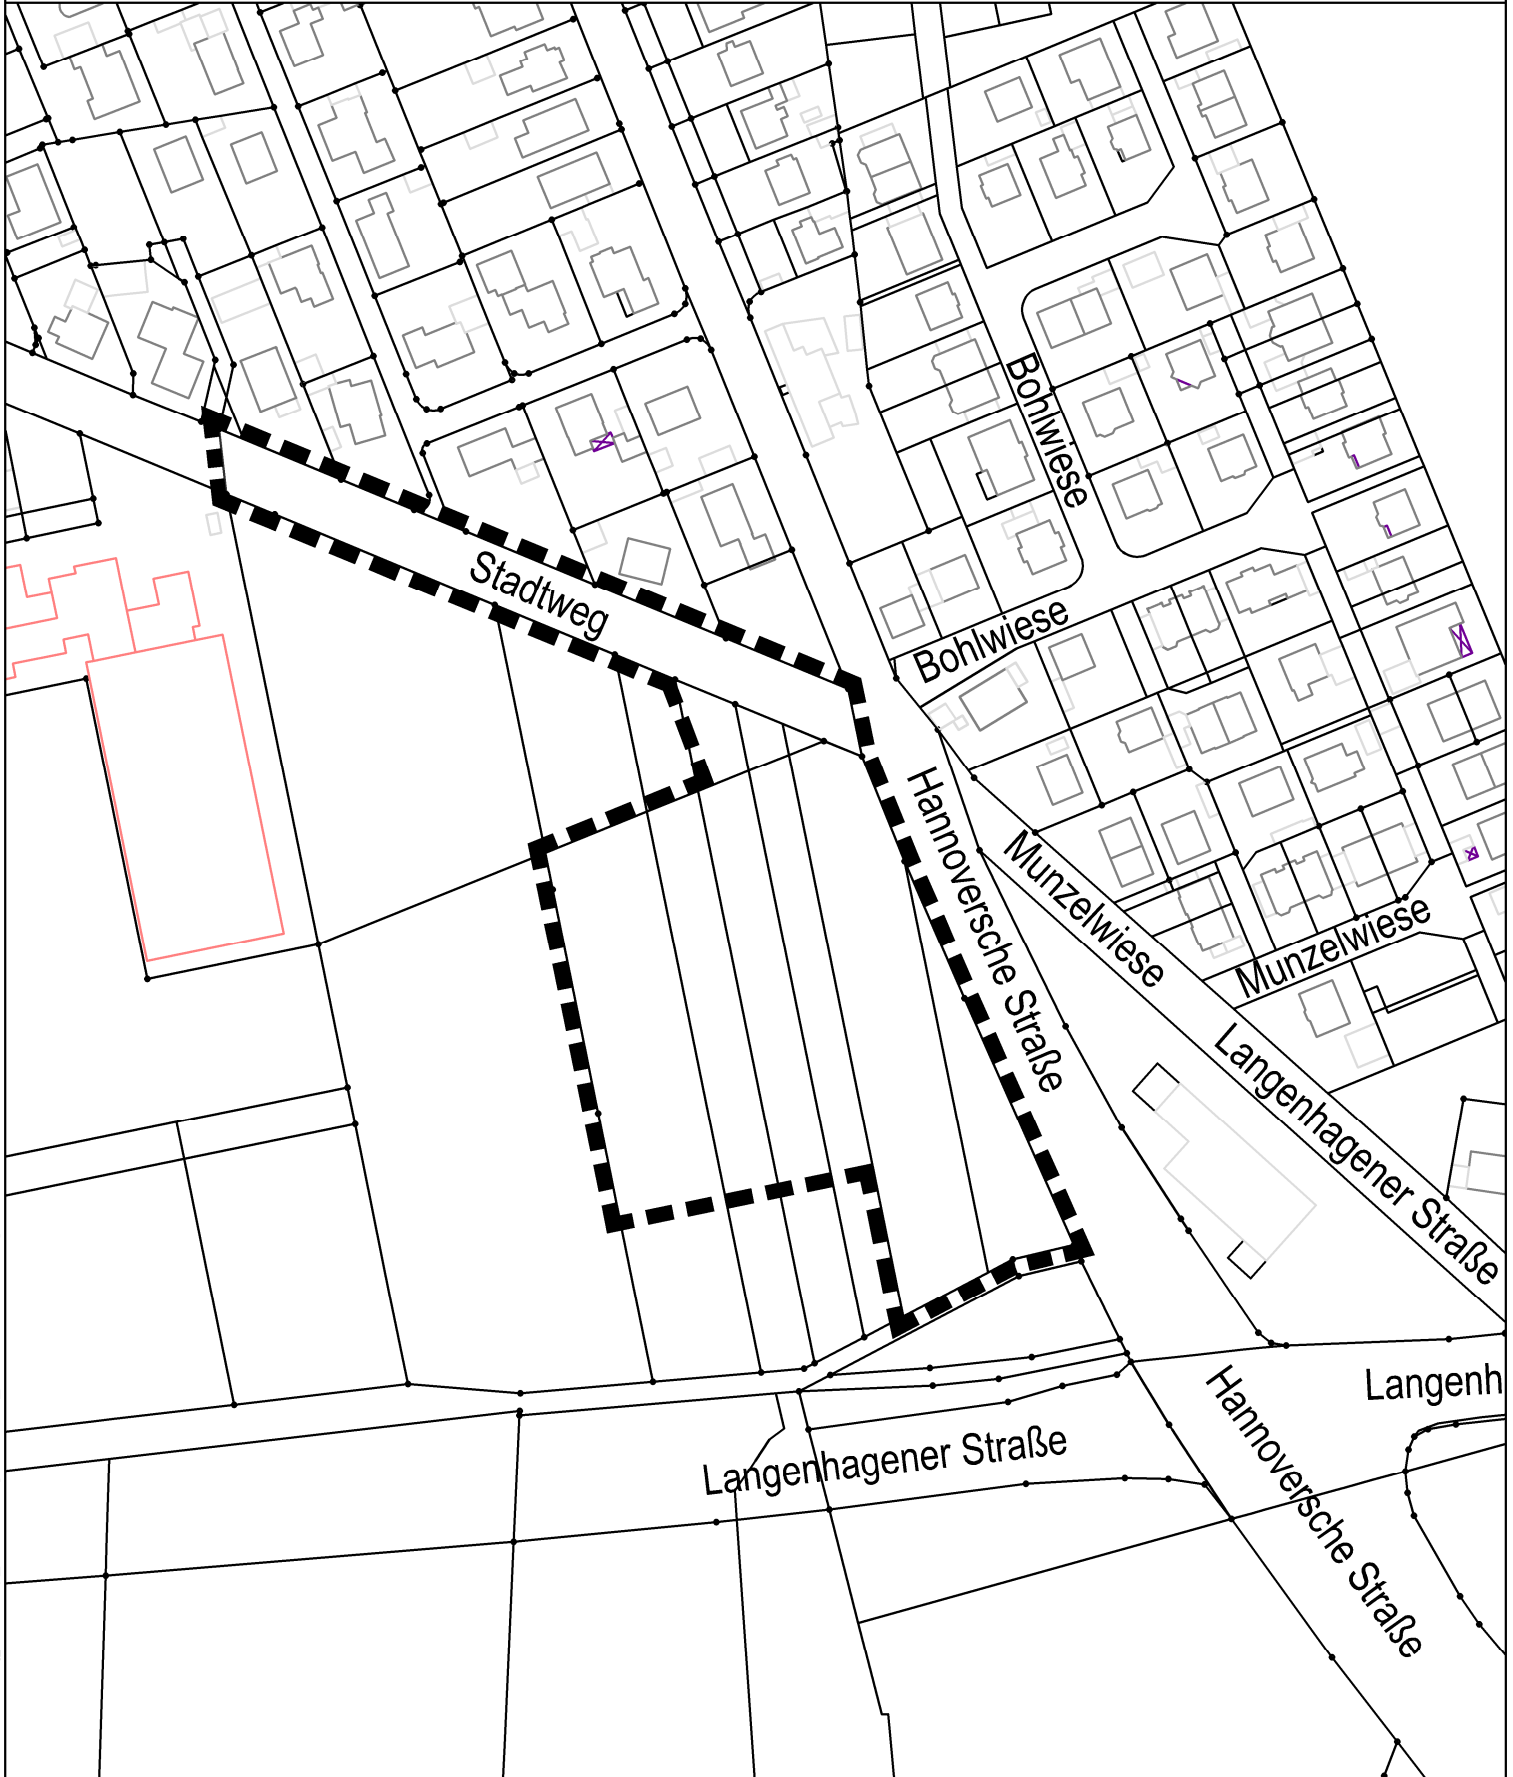 Bohlwiese
Stadtweg
Bohlwiese
Hannoversche Straße
Munzelwiese
Munzelwiese
Langenhagener Straße
Langenh
Hannoversche Straße
Langenhagener Straße